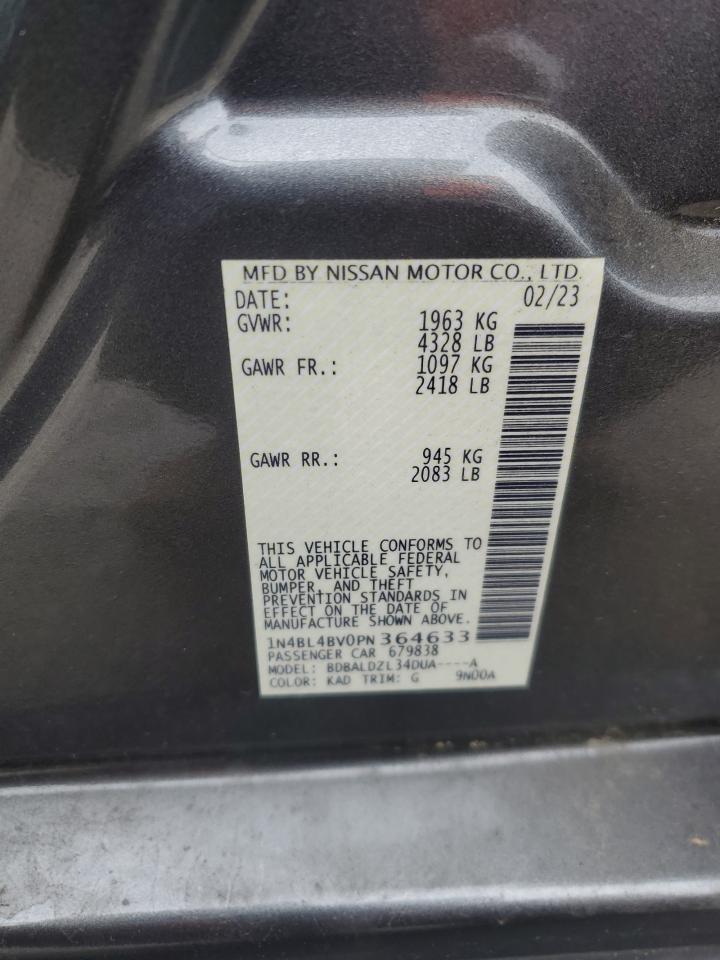 MFD BY NISSAN MOTOR CO., LTD.
DATE: 02/23
GVWR: 1963 KG
4328 LB
GAWR FR.: 1097 KG
2418 LB
GAWR RR.: 945 KG
2083 LB
THIS VEHICLE CONFORMS TO
ALL APPLICABLE FEDERAL
MOTOR VEHICLE SAFETY,
BUMPER, AND THEFT
PREVENTION STANDARDS IN
EFFECT ON THE DATE OF
MANUFACTURE SHOWN ABOVE.
1N4BL4BV0PN364633
PASSENGER CAR 679838
MODEL: BDBALDZL34DUA----A
COLOR: KAD TRIM: G 9N00A